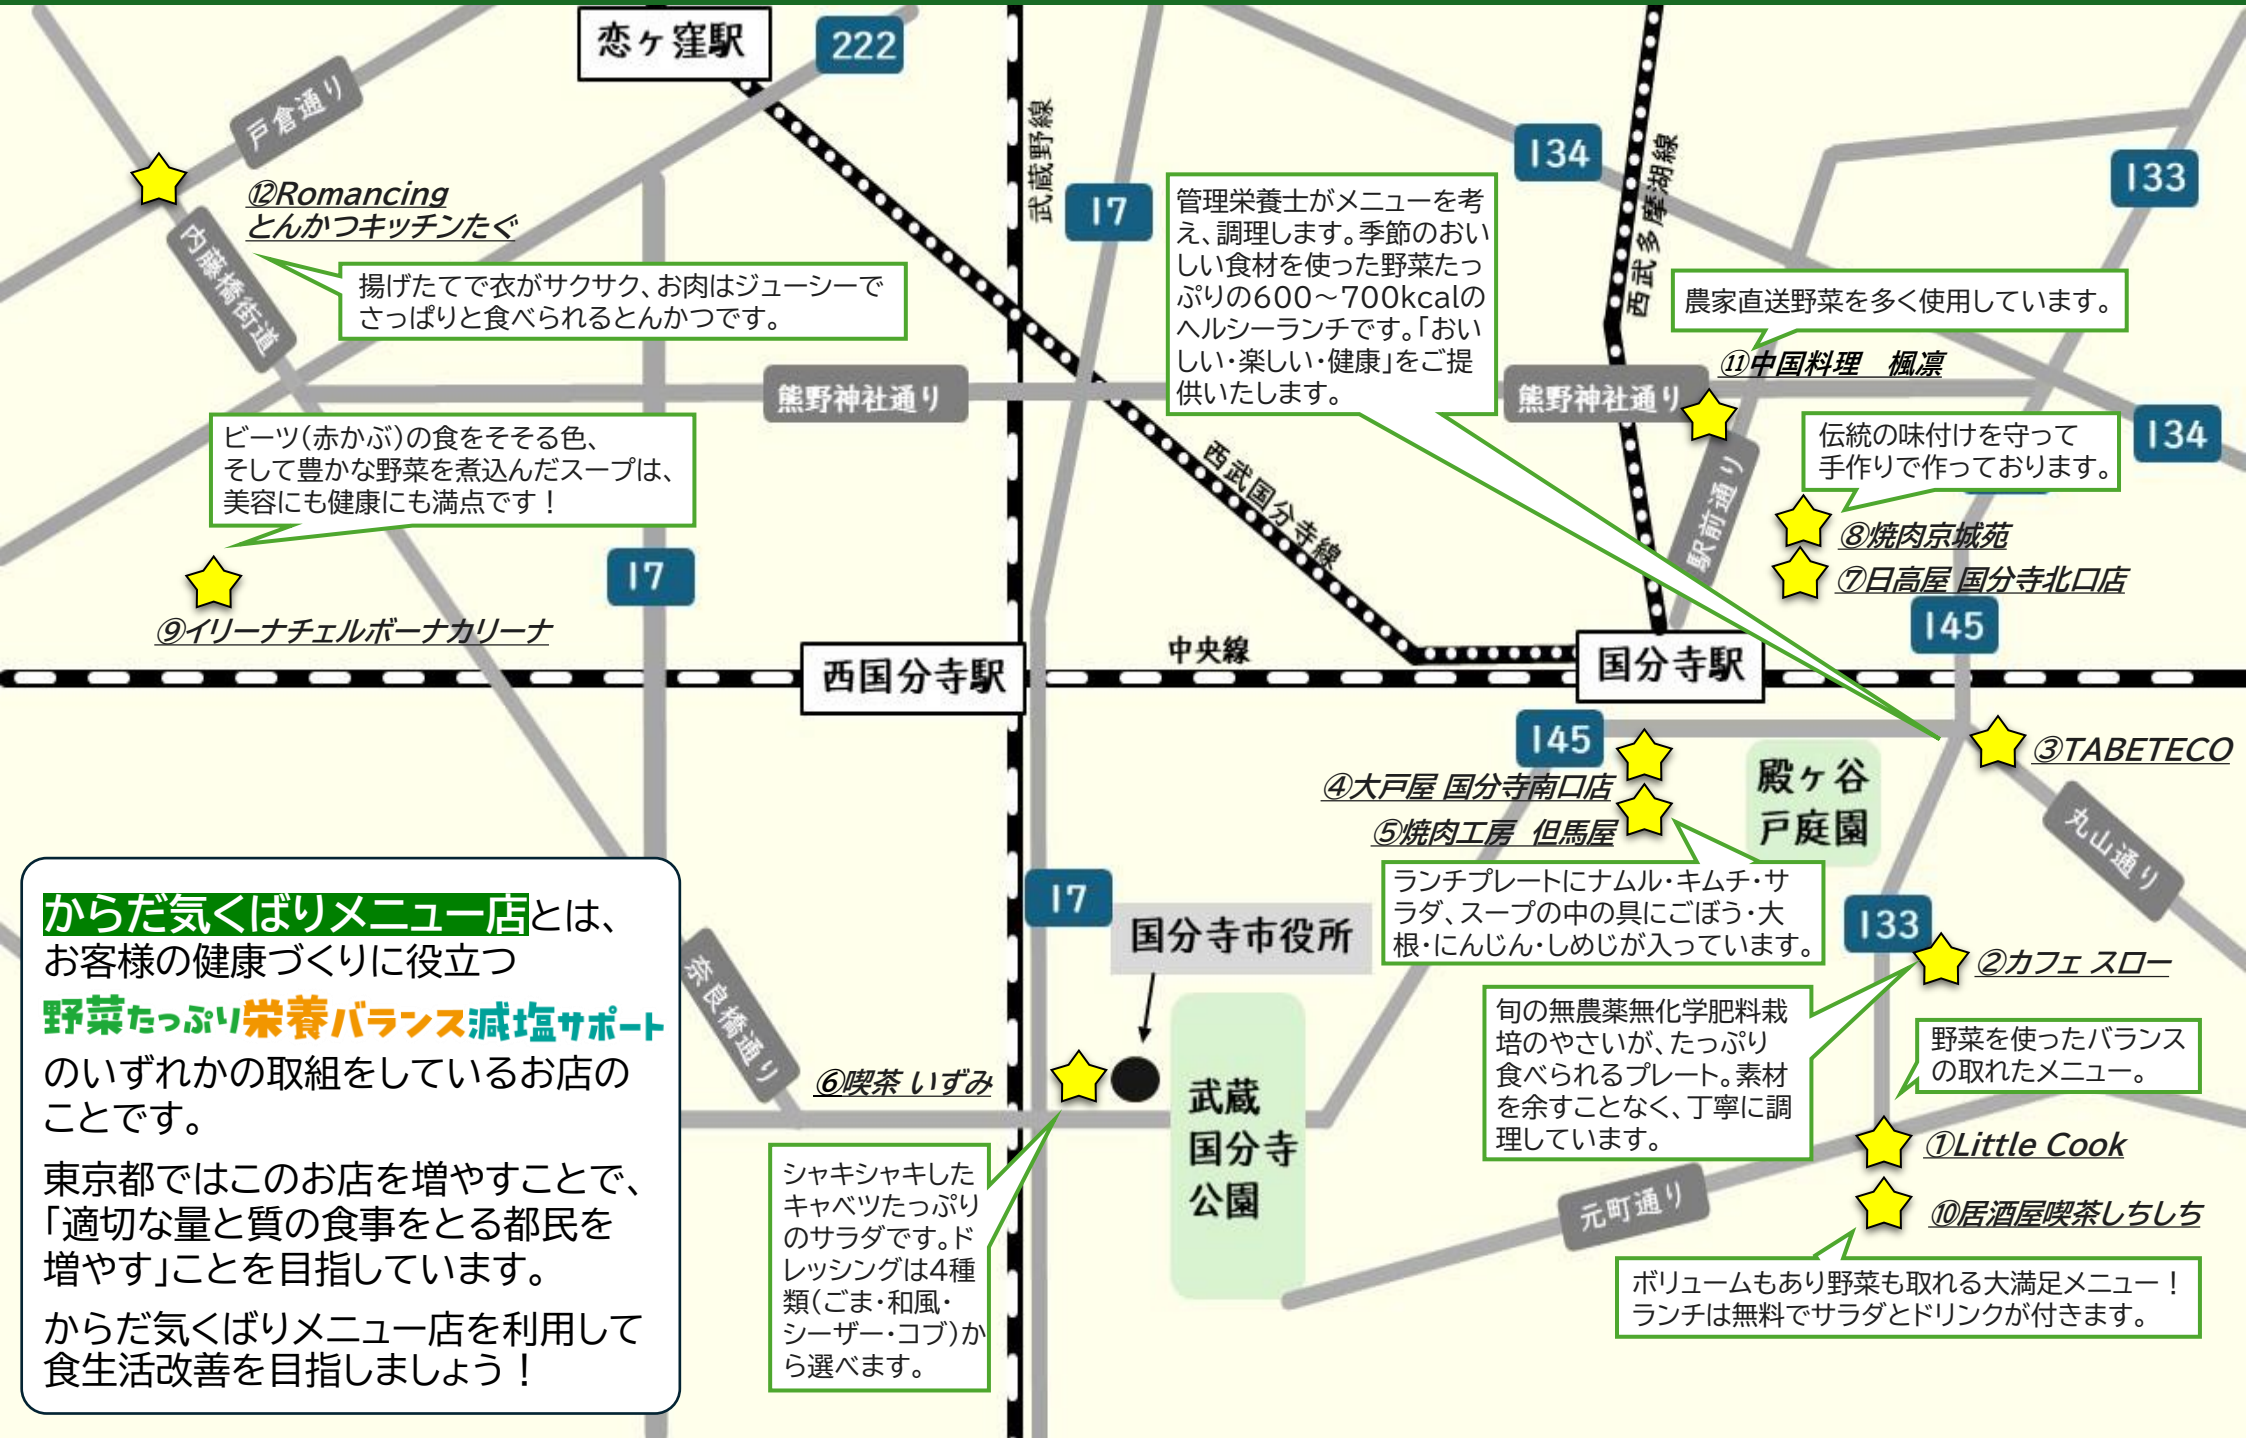 恋ヶ窪駅
222
戸倉通り
武蔵野線
134
西武多摩湖線
133
17
⑫Romancing
とんかつキッチンたぐ
内藤橋街道
揚げたてで衣がサクサク、お肉はジューシーで
さっぱりと食べられるとんかつです。
管理栄養士がメニューを考
え、調理します。季節のおい
しい食材を使った野菜たっ
ぷりの600～700kcalの
ヘルシーランチです。「おい
しい・楽しい・健康」をご提
供いたします。
農家直送野菜を多く使用しています。
⑪中国料理　楓凛
熊野神社通り
熊野神社通り
134
伝統の味付けを守って
手作りで作っております。
駅前通り
⑧焼肉京城苑
⑦日高屋 国分寺北口店
ビーツ(赤かぶ)の食をそそる色、
そして豊かな野菜を煮込んだスープは、
美容にも健康にも満点です！
西武国分寺線
17
⑨イリーナチェルボーナカリーナ
145
西国分寺駅
中央線
国分寺駅
145
③TABETECO
④大戸屋 国分寺南口店
⑤焼肉工房 但馬屋
殿ヶ谷
戸庭園
丸山通り
ランチプレートにナムル・キムチ・サ
ラダ、スープの中の具にごぼう・大
根・にんじん・しめじが入っています。
17
国分寺市役所
133
②カフェ スロー
旬の無農薬無化学肥料栽
培のやさいが、たっぷり
食べられるプレート。素材
を余すことなく、丁寧に調
理しています。
野菜を使ったバランス
の取れたメニュー。
奈良橋通り
⑥喫茶 いずみ
武蔵
国分寺
公園
①Little Cook
元町通り
⑩居酒屋喫茶しちしち
シャキシャキした
キャベツたっぷり
のサラダです。ド
レッシングは4種
類(ごま・和風・
シーザー・コブ)か
ら選べます。
ボリュームもあり野菜も取れる大満足メニュー！
ランチは無料でサラダとドリンクが付きます。
からだ気くばりメニュー店とは、
お客様の健康づくりに役立つ
野菜たっぷり栄養バランス減塩サポート
のいずれかの取組をしているお店の
ことです。
東京都ではこのお店を増やすことで、
「適切な量と質の食事をとる都民を
増やす」ことを目指しています。
からだ気くばりメニュー店を利用して
食生活改善を目指しましょう！